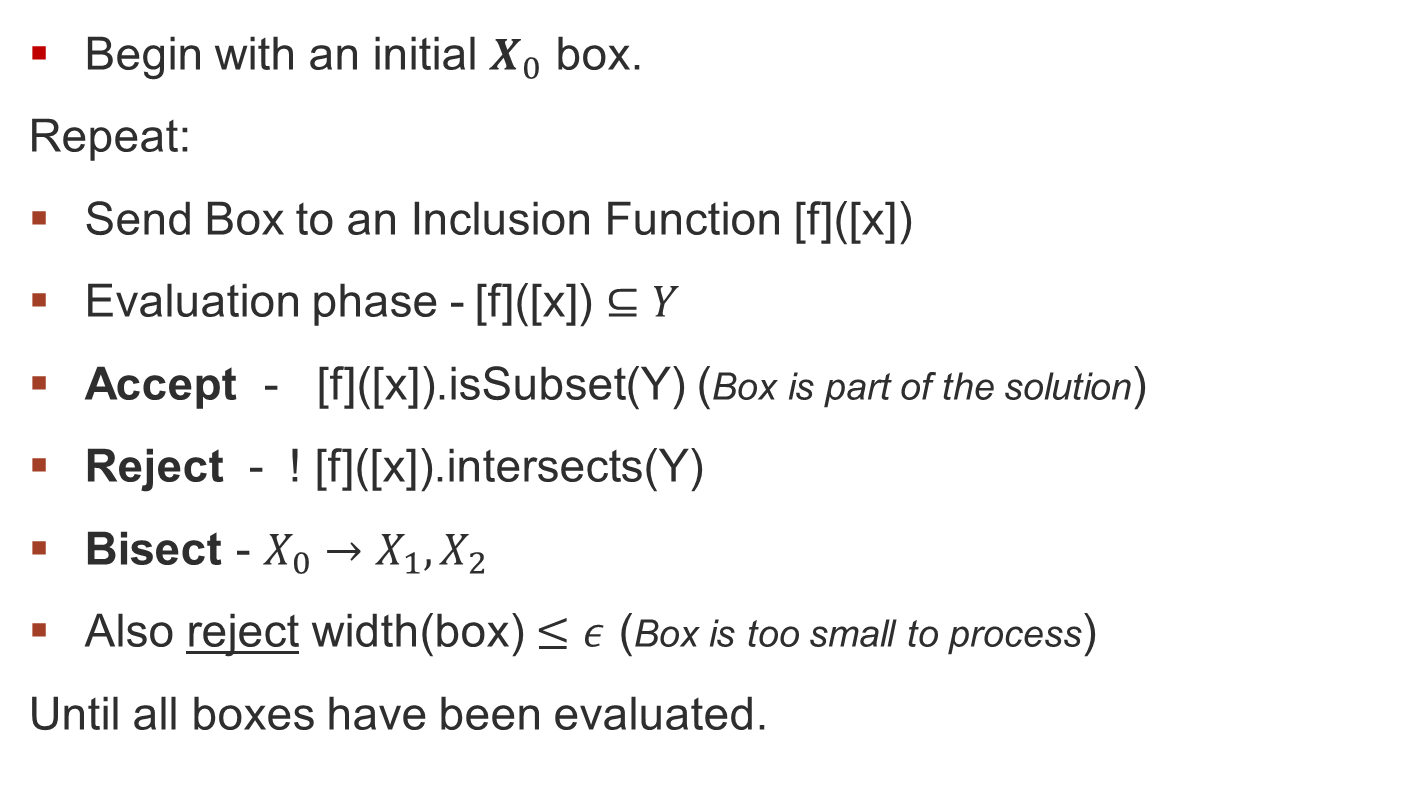 ▪ Begin with an initial 𝑿₀ box.
Repeat:
▪ Send Box to an Inclusion Function [f]([x])
▪ Evaluation phase - [f]([x]) ⊆ 𝑌
▪ Accept - [f]([x]).isSubset(Y) (Box is part of the solution)
▪ Reject - ! [f]([x]).intersects(Y)
▪ Bisect - 𝑋₀ → 𝑋₁, 𝑋₂
▪ Also reject width(box) ≤ 𝜖 (Box is too small to process)
Until all boxes have been evaluated.